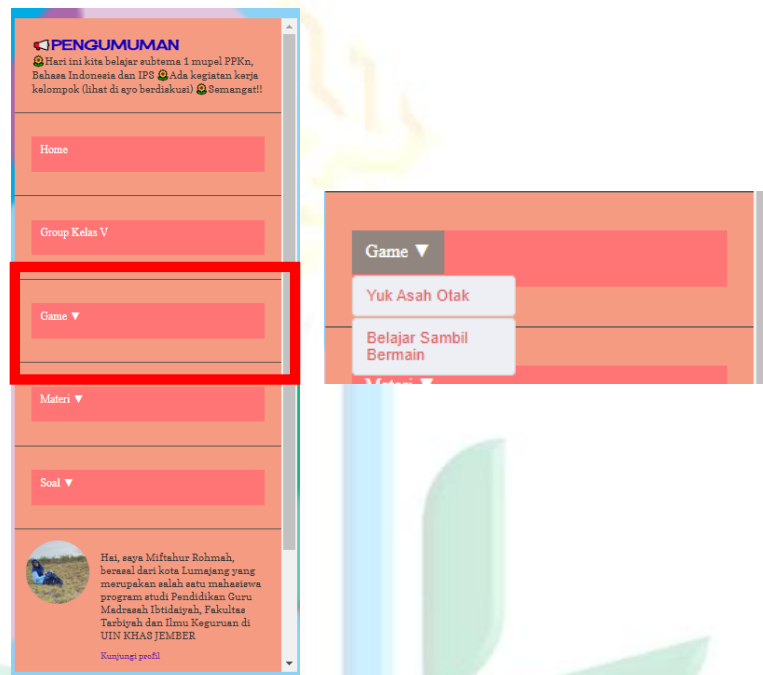 📢PENGUMUMAN
🌻Hari ini kita belajar subtema 1 mupel PPKn,
Bahasa Indonesia dan IPS 🌻Ada kegiatan kerja
kelompok (lihat di ayo berdiskusi) 🌻Semangat!!
Home
Group Kelas V
Game ▼
Materi ▼
Soal ▼
Hai, saya Miftahur Rohmah,
berasal dari kota Lumajang yang
merupakan salah satu mahasiswa
program studi Pendidikan Guru
Madrasah Ibtidaiyah, Fakultas
Tarbiyah dan Ilmu Keguruan di
UIN KHAS JEMBER
Kunjungi profil
Game ▼
Yuk Asah Otak
Belajar Sambil
Bermain
Materi ▼